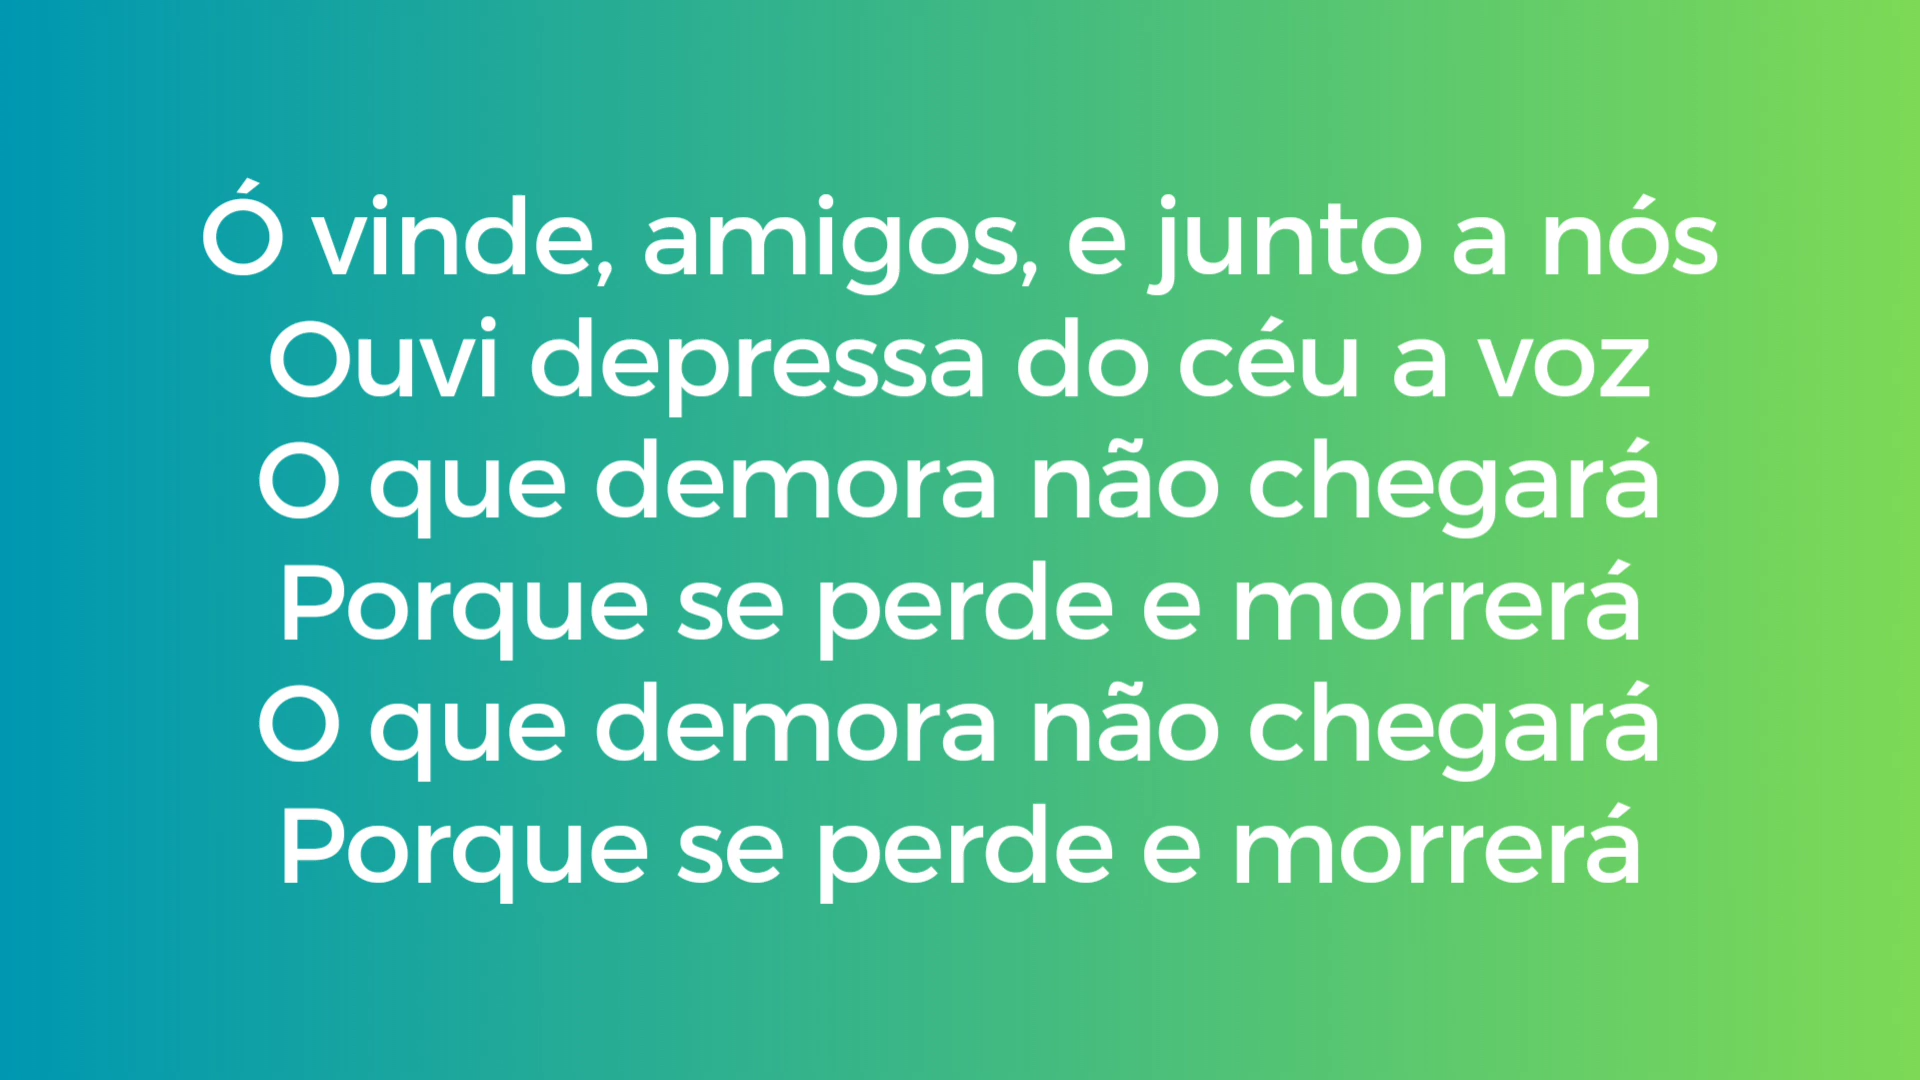 Ó vinde, amigos, e junto a nós
Ouvi depressa do céu a voz
O que demora não chegará
Porque se perde e morrerá
O que demora não chegará
Porque se perde e morrerá